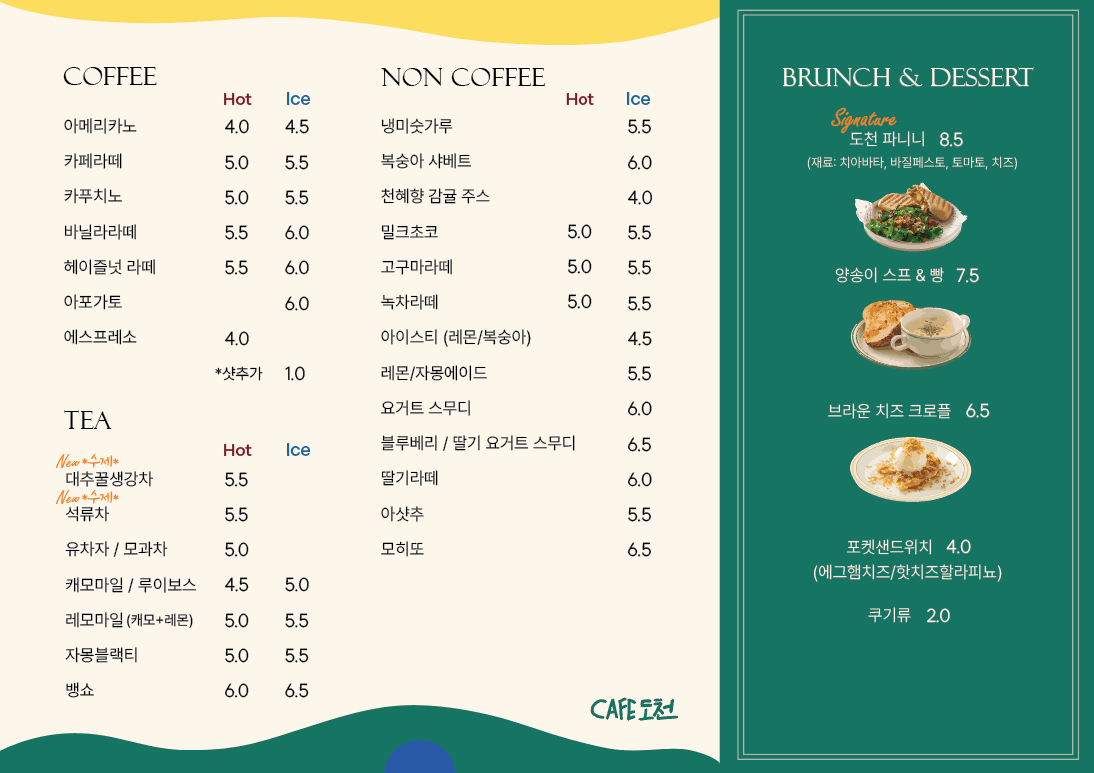 COFFEE
Hot Ice
아메리카노 4.0 4.5
카페라떼 5.0 5.5
카푸치노 5.0 5.5
바닐라라떼 5.5 6.0
헤이즐넛 라떼 5.5 6.0
아포가토 6.0
에스프레소 4.0
*샷추가 1.0
TEA
Hot Ice
New *수제*
대추꿀생강차 5.5
New *수제*
석류차 5.5
유차자 / 모과차 5.0
캐모마일 / 루이보스 4.5 5.0
레모마일 (캐모+레몬) 5.0 5.5
자몽블랙티 5.0 5.5
뱅쇼 6.0 6.5
NON COFFEE
Hot Ice
냉미숫가루 5.5
복숭아 샤베트 6.0
천혜향 감귤 주스 4.0
밀크초코 5.0 5.5
고구마라떼 5.0 5.5
녹차라떼 5.0 5.5
아이스티 (레몬/복숭아) 4.5
레몬/자몽에이드 5.5
요거트 스무디 6.0
블루베리 / 딸기 요거트 스무디 6.5
딸기라떼 6.0
아샷추 5.5
모히또 6.5
CAFE 도천
BRUNCH & DESSERT
Signature
도천 파니니 8.5
(재료: 치아바타, 바질페스토, 토마토, 치즈)
양송이 스프 & 빵 7.5
브라운 치즈 크로플 6.5
포켓샌드위치 4.0
(에그햄치즈/핫치즈할라피뇨)
쿠기류 2.0